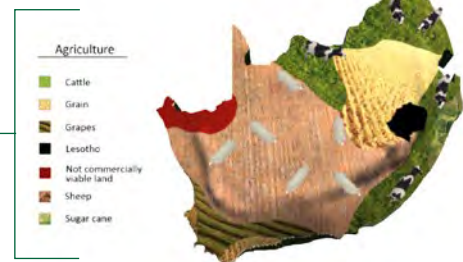 Agriculture
Cattle
Grain
Grapes
Lesotho
Not commercially
viable land
Sheep
Sugar cane